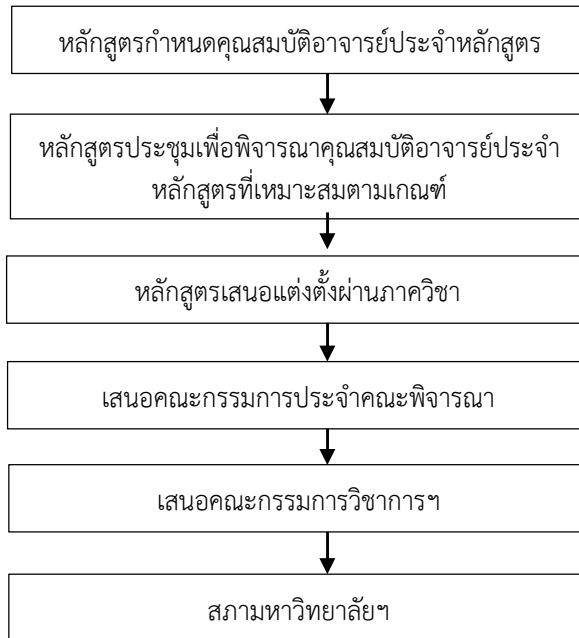 หลักสูตรกำหนดคุณสมบัติอาจารย์ประจำหลักสูตร
หลักสูตรประชุมเพื่อพิจารณาคุณสมบัติอาจารย์ประจำ
หลักสูตรที่เหมาะสมตามเกณฑ์
หลักสูตรเสนอแต่งตั้งผ่านภาควิชา
เสนอคณะกรรมการประจำคณะพิจารณา
เสนอคณะกรรมการวิชาการฯ
สภามหาวิทยาลัยฯ